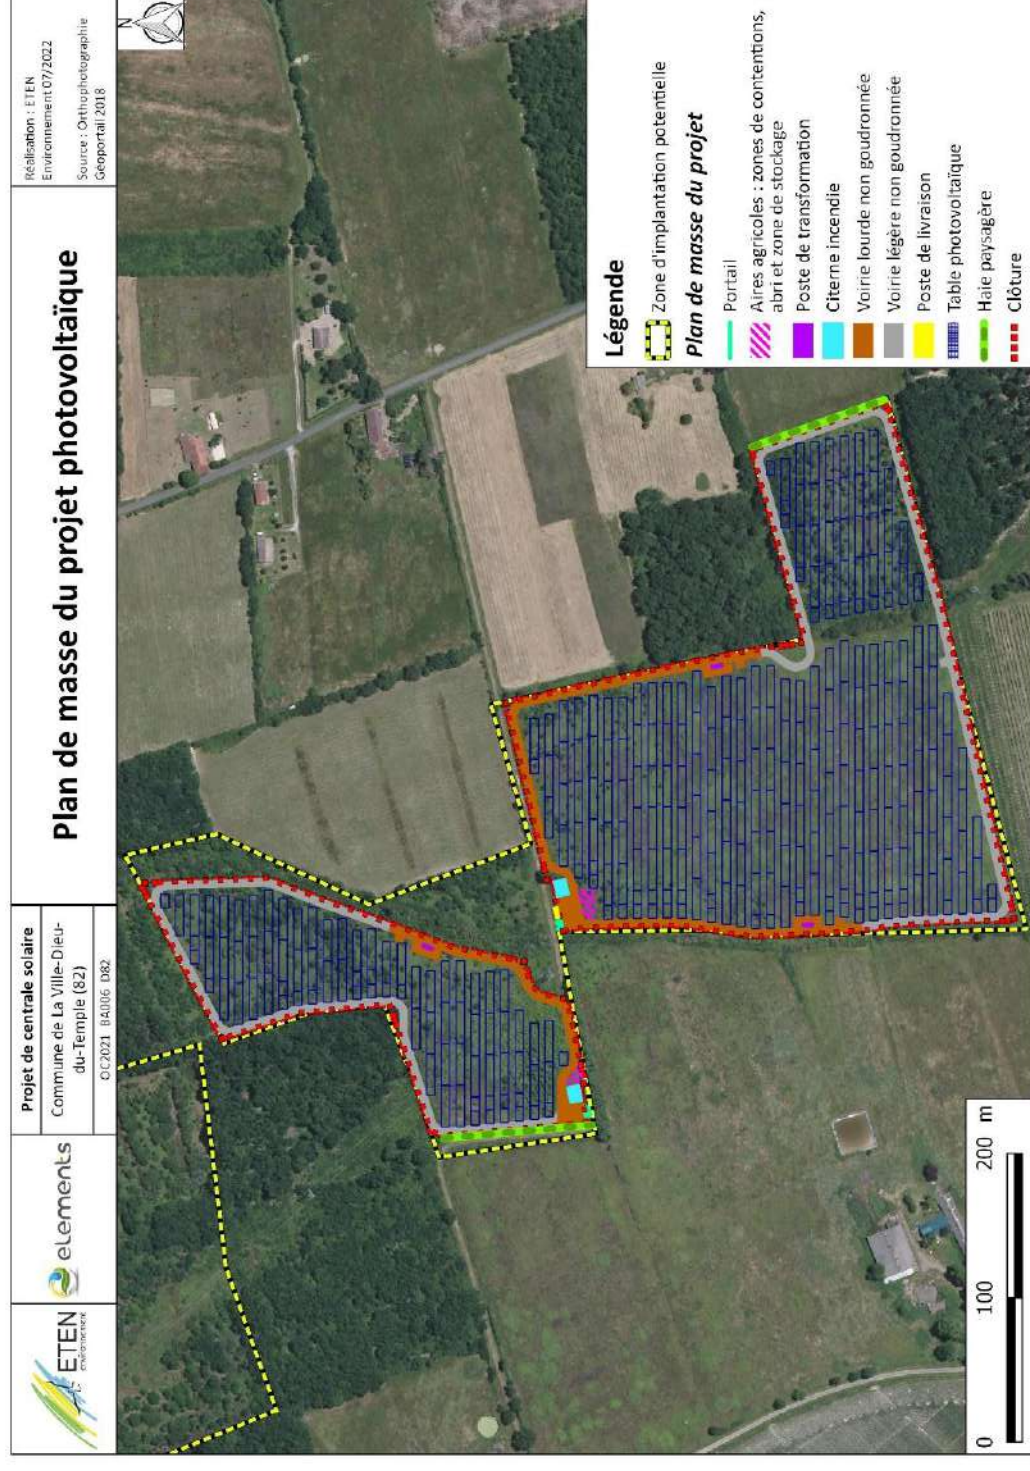 ETEN
environnement
elements
Projet de centrale solaire
Commune de La Ville-Dieu-
du-Temple (82)
OC2021_BA006_D82
Plan de masse du projet photovoltaïque
Réalisation : ETEN
Environnement 07/2022
Source : Orthophotographie
Géoportail 2018
N
Légende
Zone d'implantation potentielle
Plan de masse du projet
Portail
Aires agricoles : zones de contentions,
abri et zone de stockage
Poste de transformation
Citerne incendie
Voirie lourde non goudronnée
Voirie légère non goudronnée
Poste de livraison
Table photovoltaïque
Haie paysagère
Clôture
0 100 200 m